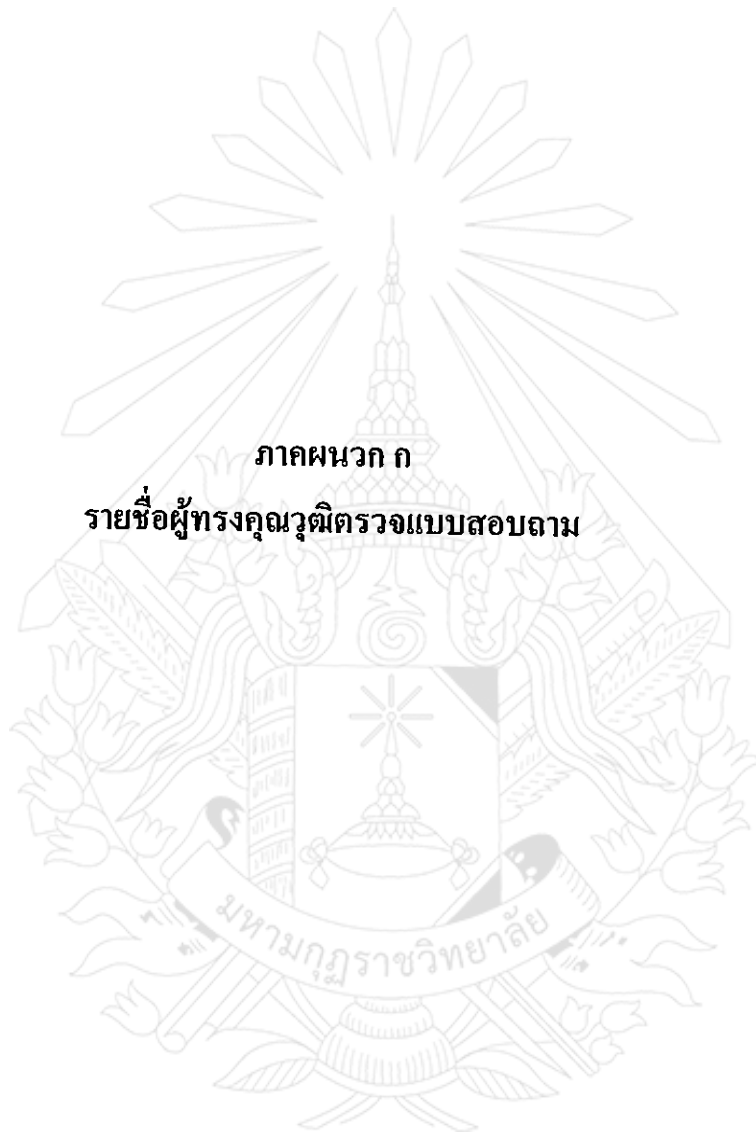 ภาคผนวก ก
รายชื่อผู้ทรงคุณวุฒิตรวจแบบสอบถาม
มหามกุฏราชวิทยาลัย